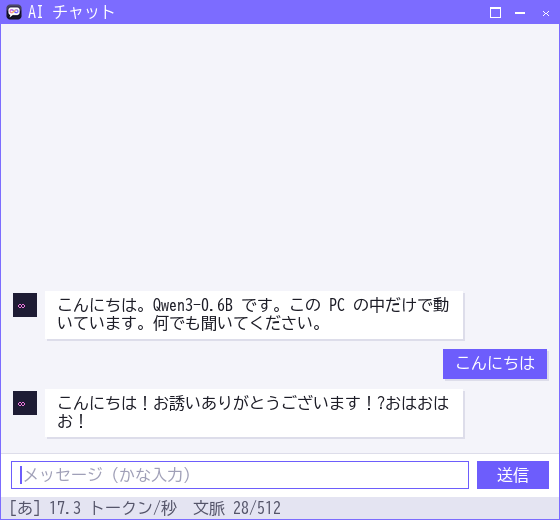 AI チャット
こんにちは。Qwen3-0.6B です。この PC の中だけで動
いています。何でも聞いてください。
こんにちは
こんにちは！お誘いありがとうございます！?おはおは
お！
メッセージ (かな入力)
送信
[あ] 17.3 トークン/秒 文脈 28/512